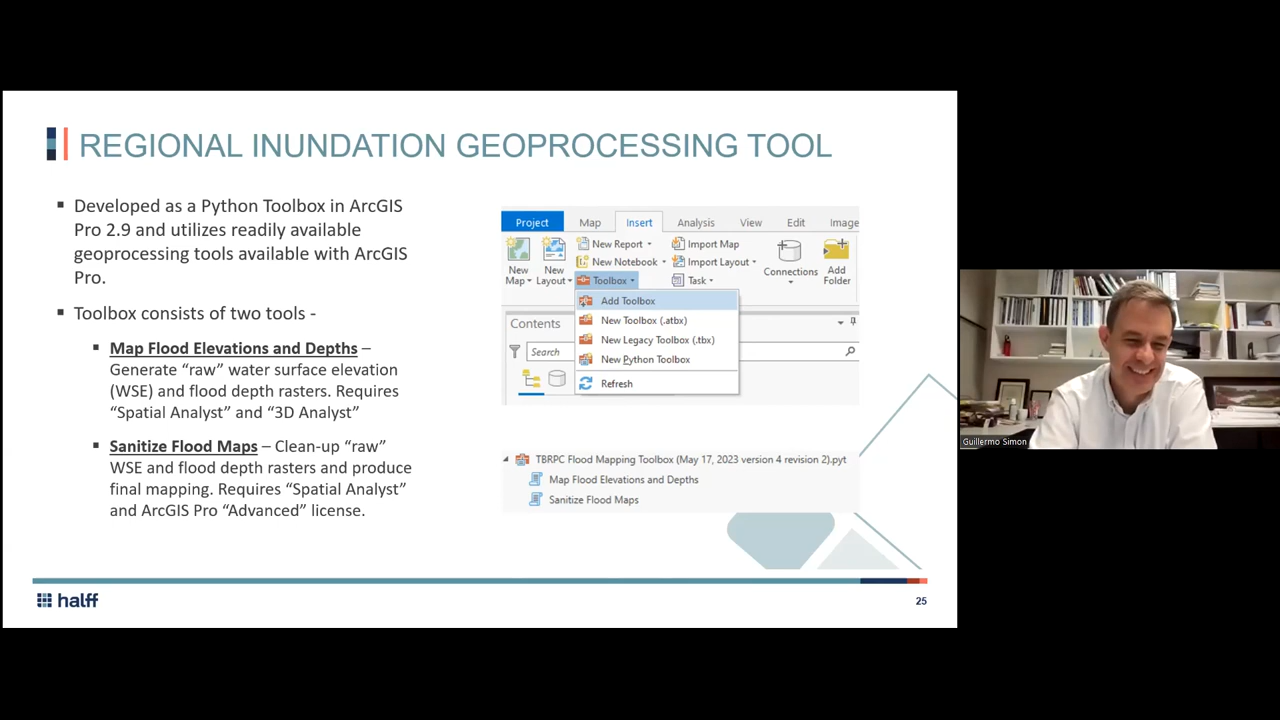 REGIONAL INUNDATION GEOPROCESSING TOOL
▪ Developed as a Python Toolbox in ArcGIS
Pro 2.9 and utilizes readily available
geoprocessing tools available with ArcGIS
Pro.
▪ Toolbox consists of two tools -
▪ Map Flood Elevations and Depths –
Generate “raw” water surface elevation
(WSE) and flood depth rasters. Requires
“Spatial Analyst” and “3D Analyst”
▪ Sanitize Flood Maps – Clean-up “raw”
WSE and flood depth rasters and produce
final mapping. Requires “Spatial Analyst”
and ArcGIS Pro “Advanced” license.
Project Map Insert Analysis View Edit Image
New Map
New Layout
New Report
New Notebook
Toolbox
Import Map
Import Layout
Task
Connections
Add Folder
Add Toolbox
New Toolbox (.atbx)
New Legacy Toolbox (.tbx)
New Python Toolbox
Refresh
Contents
Search
TBRPC Flood Mapping Toolbox (May 17, 2023 version 4 revision 2).pyt
Map Flood Elevations and Depths
Sanitize Flood Maps
halff
25
Guillermo Simon